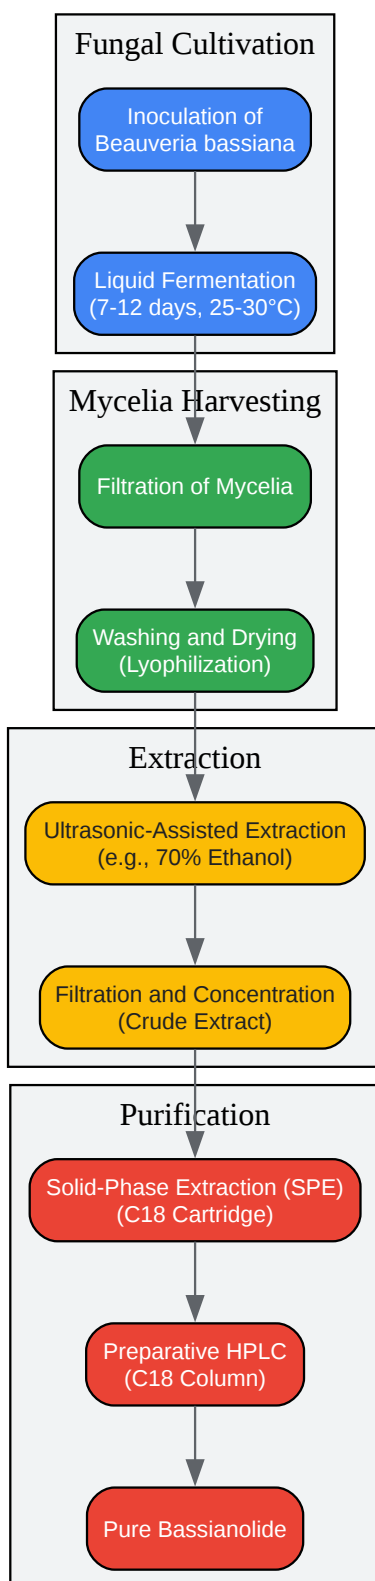 Fungal Cultivation
Inoculation of
Beauveria bassiana
Liquid Fermentation
(7-12 days, 25-30°C)
Mycelia Harvesting
Filtration of Mycelia
Washing and Drying
(Lyophilization)
Extraction
Ultrasonic-Assisted Extraction
(e.g., 70% Ethanol)
Filtration and Concentration
(Crude Extract)
Purification
Solid-Phase Extraction (SPE)
(C18 Cartridge)
Preparative HPLC
(C18 Column)
Pure Bassianolide